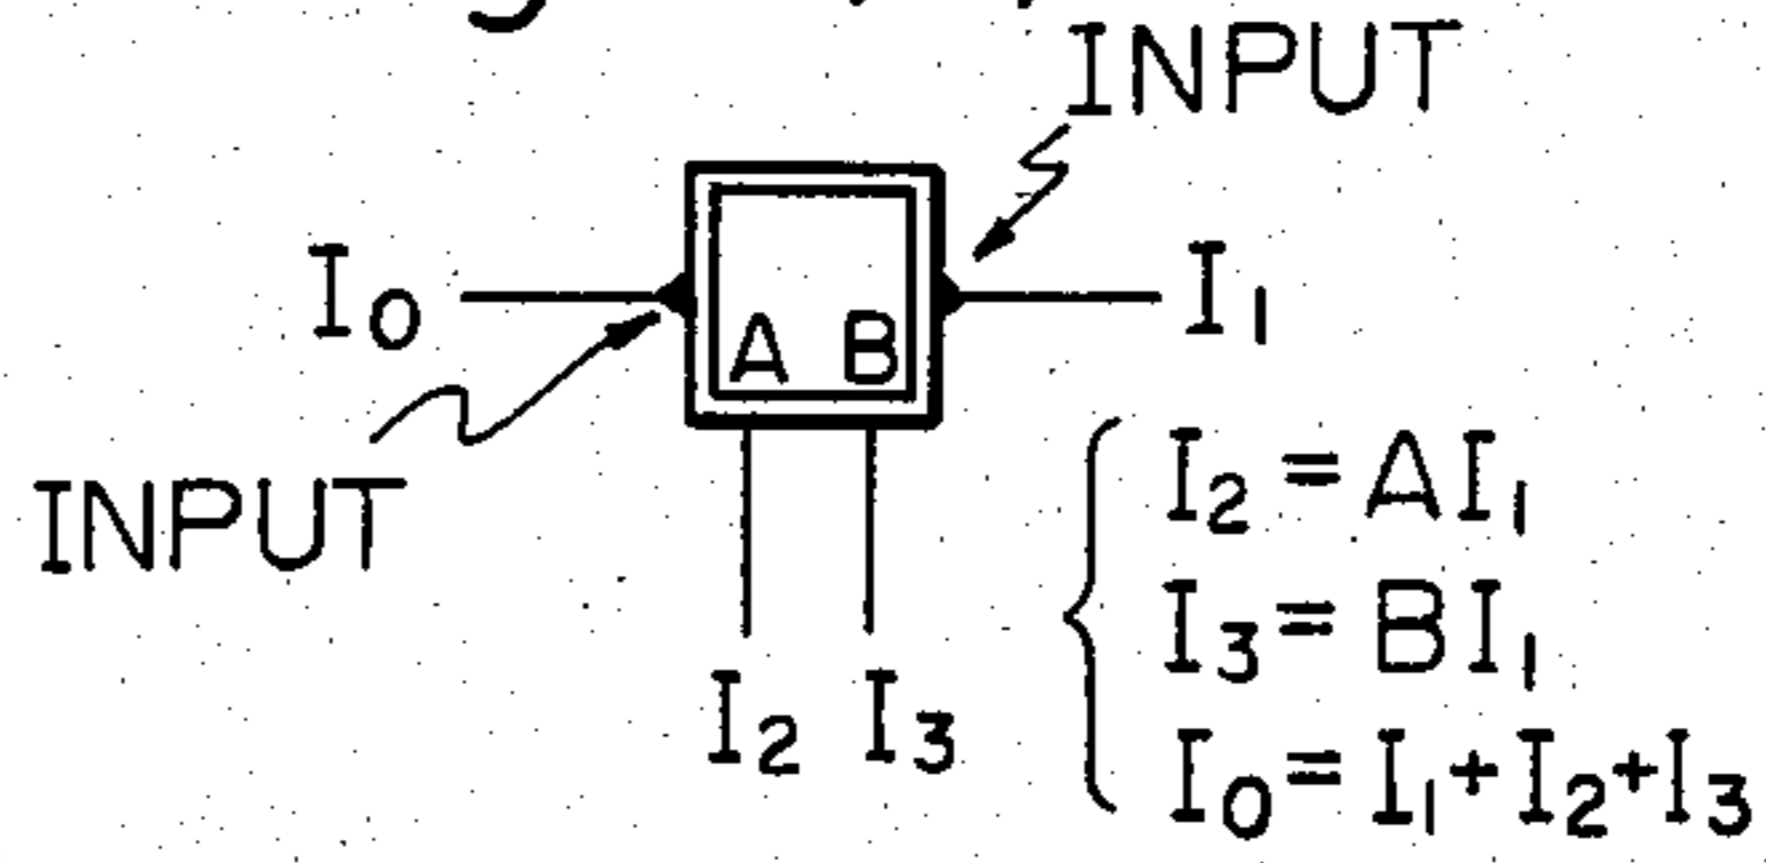 INPUT
I0
I1
A B
INPUT
I2 I3
I2 = AI1
I3 = BI1
I0 = I1 + I2 + I3